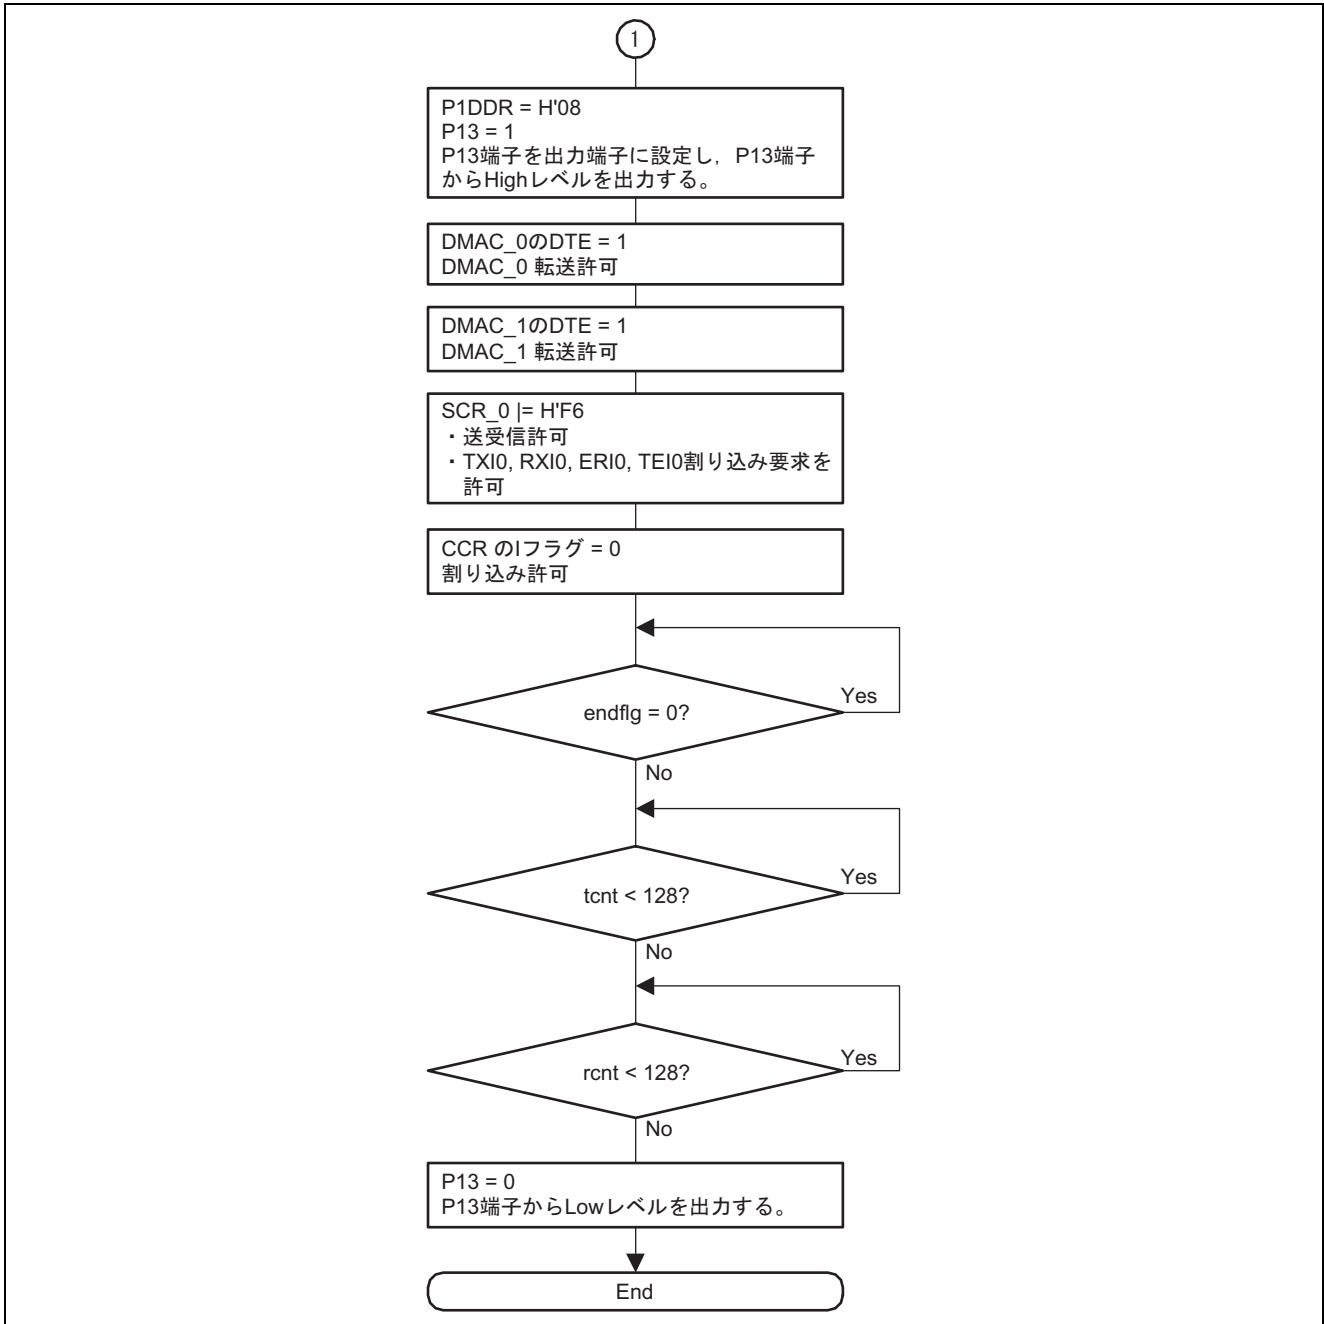 1
P1DDR = H'08
P13 = 1
P13端子を出力端子に設定し，P13端子
からHighレベルを出力する。
DMAC_0のDTE = 1
DMAC_0 転送許可
DMAC_1のDTE = 1
DMAC_1 転送許可
SCR_0 |= H'F6
・送受信許可
・TXI0, RXI0, ERI0, TEI0割り込み要求を
許可
CCR のIフラグ = 0
割り込み許可
endflg = 0?
Yes
No
tcnt < 128?
Yes
No
rcnt < 128?
Yes
No
P13 = 0
P13端子からLowレベルを出力する。
End